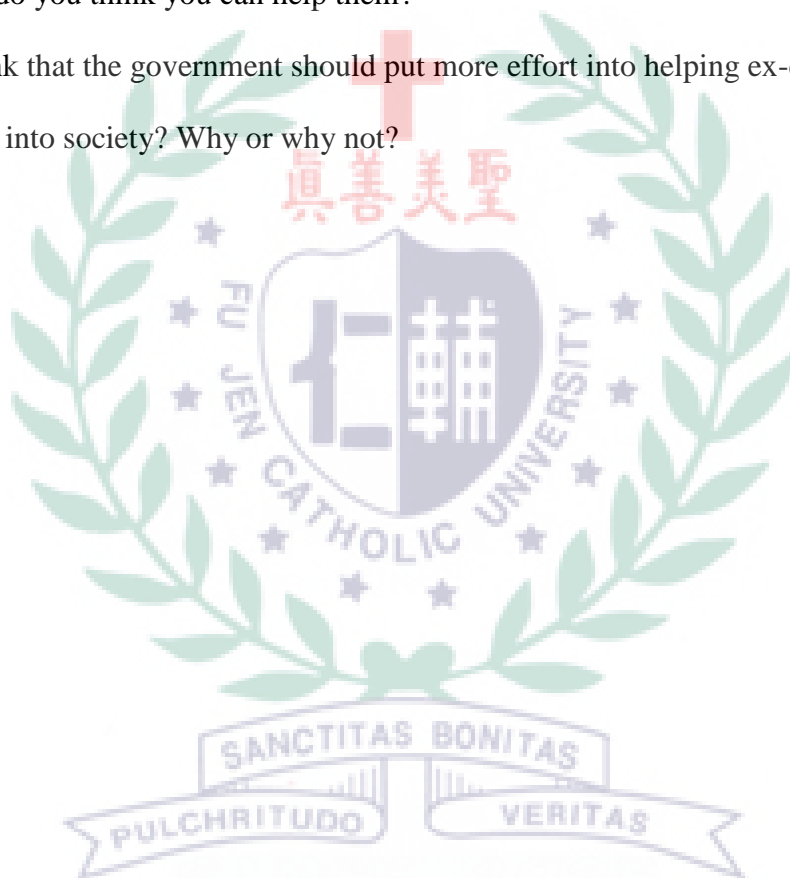 do you think you can help them?
nk that the government should put more effort into helping ex-
into society? Why or why not?
真善美聖
FU JEN CATHOLIC UNIVERSITY
仁輔
SANCTITAS BONITAS
PULCHRITUDO VERITAS